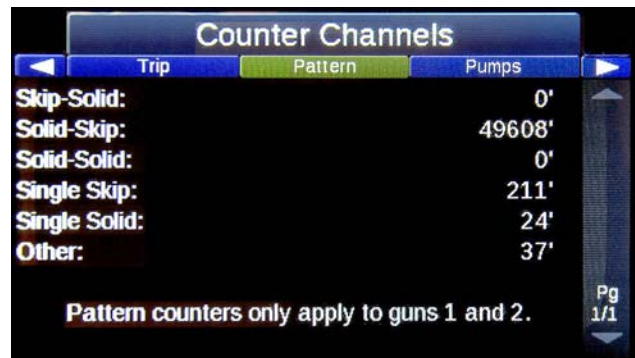 Counter Channels
Trip Pattern Pumps
Skip-Solid: 0'
Solid-Skip: 49608'
Solid-Solid: 0'
Single Skip: 211'
Single Solid: 24'
Other: 37'
Pg
1/1
Pattern counters only apply to guns 1 and 2.